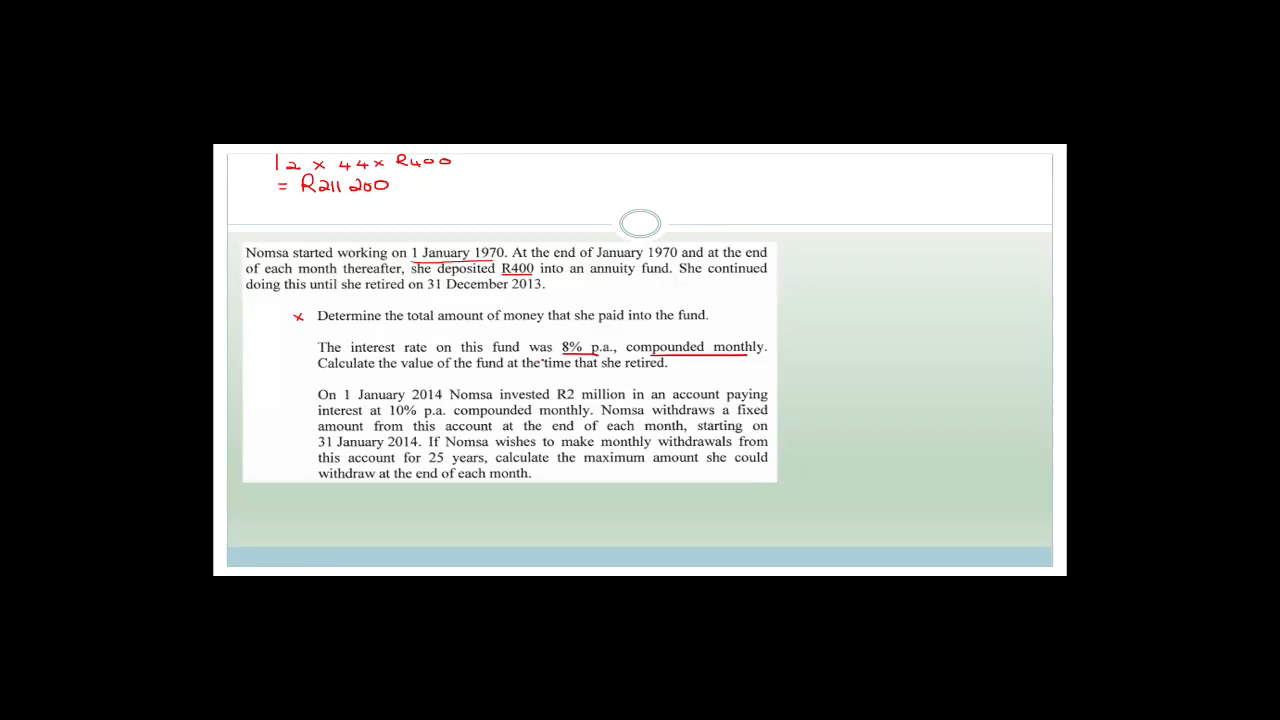 12 × 44 × R400
= R211 200
Nomsa started working on 1 January 1970. At the end of January 1970 and at the end
of each month thereafter, she deposited R400 into an annuity fund. She continued
doing this until she retired on 31 December 2013.
× Determine the total amount of money that she paid into the fund.
The interest rate on this fund was 8% p.a., compounded monthly.
Calculate the value of the fund at the time that she retired.
On 1 January 2014 Nomsa invested R2 million in an account paying
interest at 10% p.a. compounded monthly. Nomsa withdraws a fixed
amount from this account at the end of each month, starting on
31 January 2014. If Nomsa wishes to make monthly withdrawals from
this account for 25 years, calculate the maximum amount she could
withdraw at the end of each month.